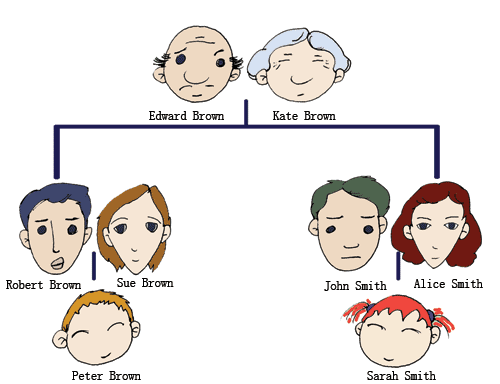 Edward Brown
Kate Brown
Robert Brown
Sue Brown
John Smith
Alice Smith
Peter Brown
Sarah Smith